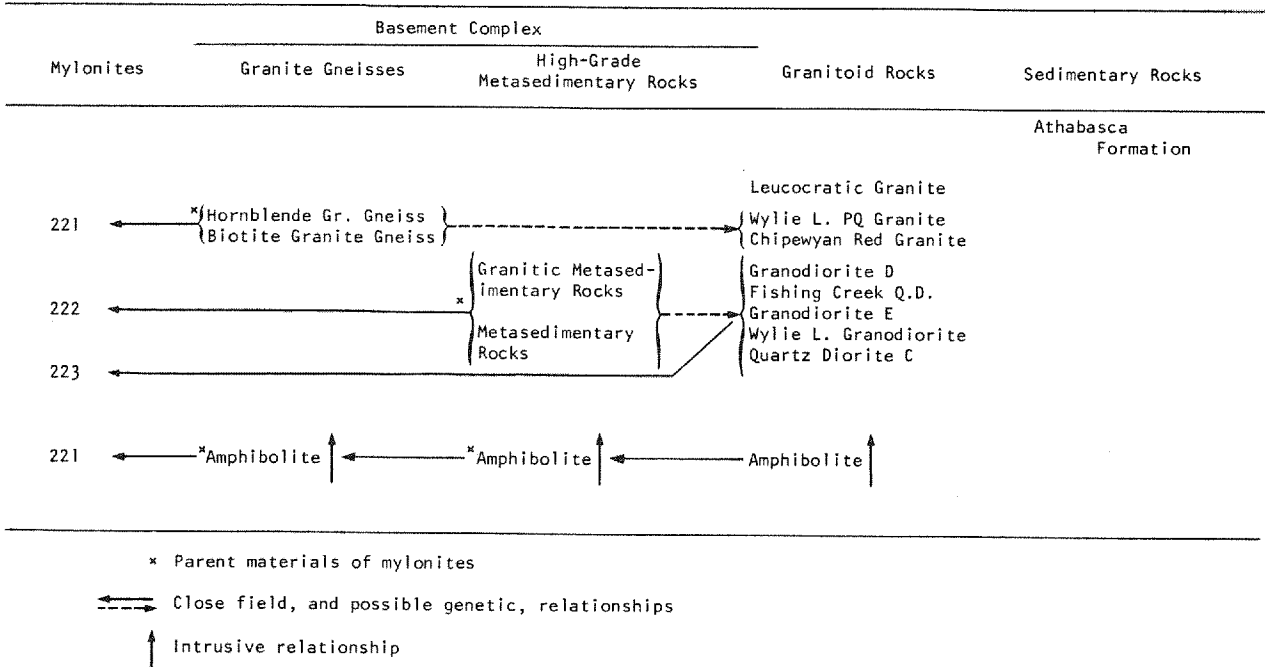 Basement Complex
Mylonites Granite Gneisses High-Grade Metasedimentary Rocks Granitoid Rocks Sedimentary Rocks
Athabasca
Formation
Leucocratic Granite
221 ×Hornblende Gr. Gneiss Wylie L. PQ Granite
Biotite Granite Gneiss Chipewyan Red Granite
Granitic Metased- Granodiorite D
imentary Rocks Fishing Creek Q.D.
222 × Granodiorite E
Metasedimentary Wylie L. Granodiorite
Rocks Quartz Diorite C
223
221 ×Amphibolite ×Amphibolite Amphibolite
× Parent materials of mylonites
Close field, and possible genetic, relationships
Intrusive relationship